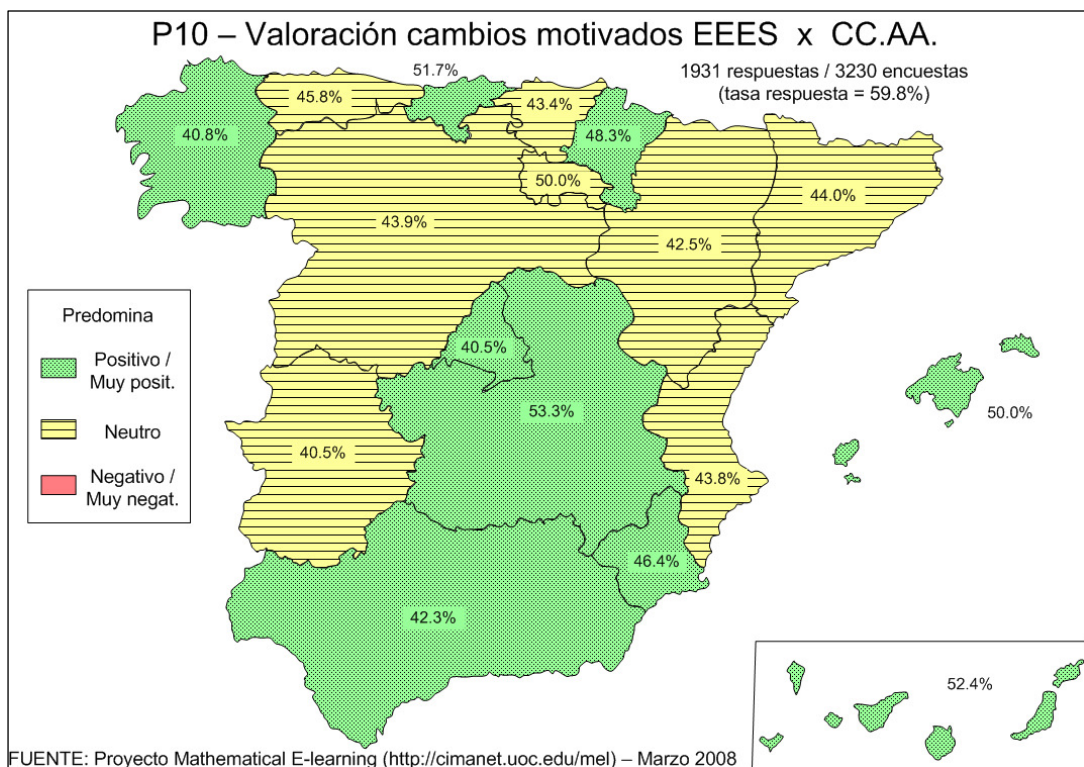 P10 – Valoración cambios motivados EEES x CC.AA.
1931 respuestas / 3230 encuestas
(tasa respuesta = 59.8%)
51.7%
45.8%
43.4%
40.8%
48.3%
50.0%
44.0%
43.9%
42.5%
Predomina
Positivo /
Muy posit.
Neutro
Negativo /
Muy negat.
40.5%
53.3%
50.0%
40.5%
43.8%
46.4%
42.3%
52.4%
FUENTE: Proyecto Mathematical E-learning (http://cimanet.uoc.edu/mel) – Marzo 2008